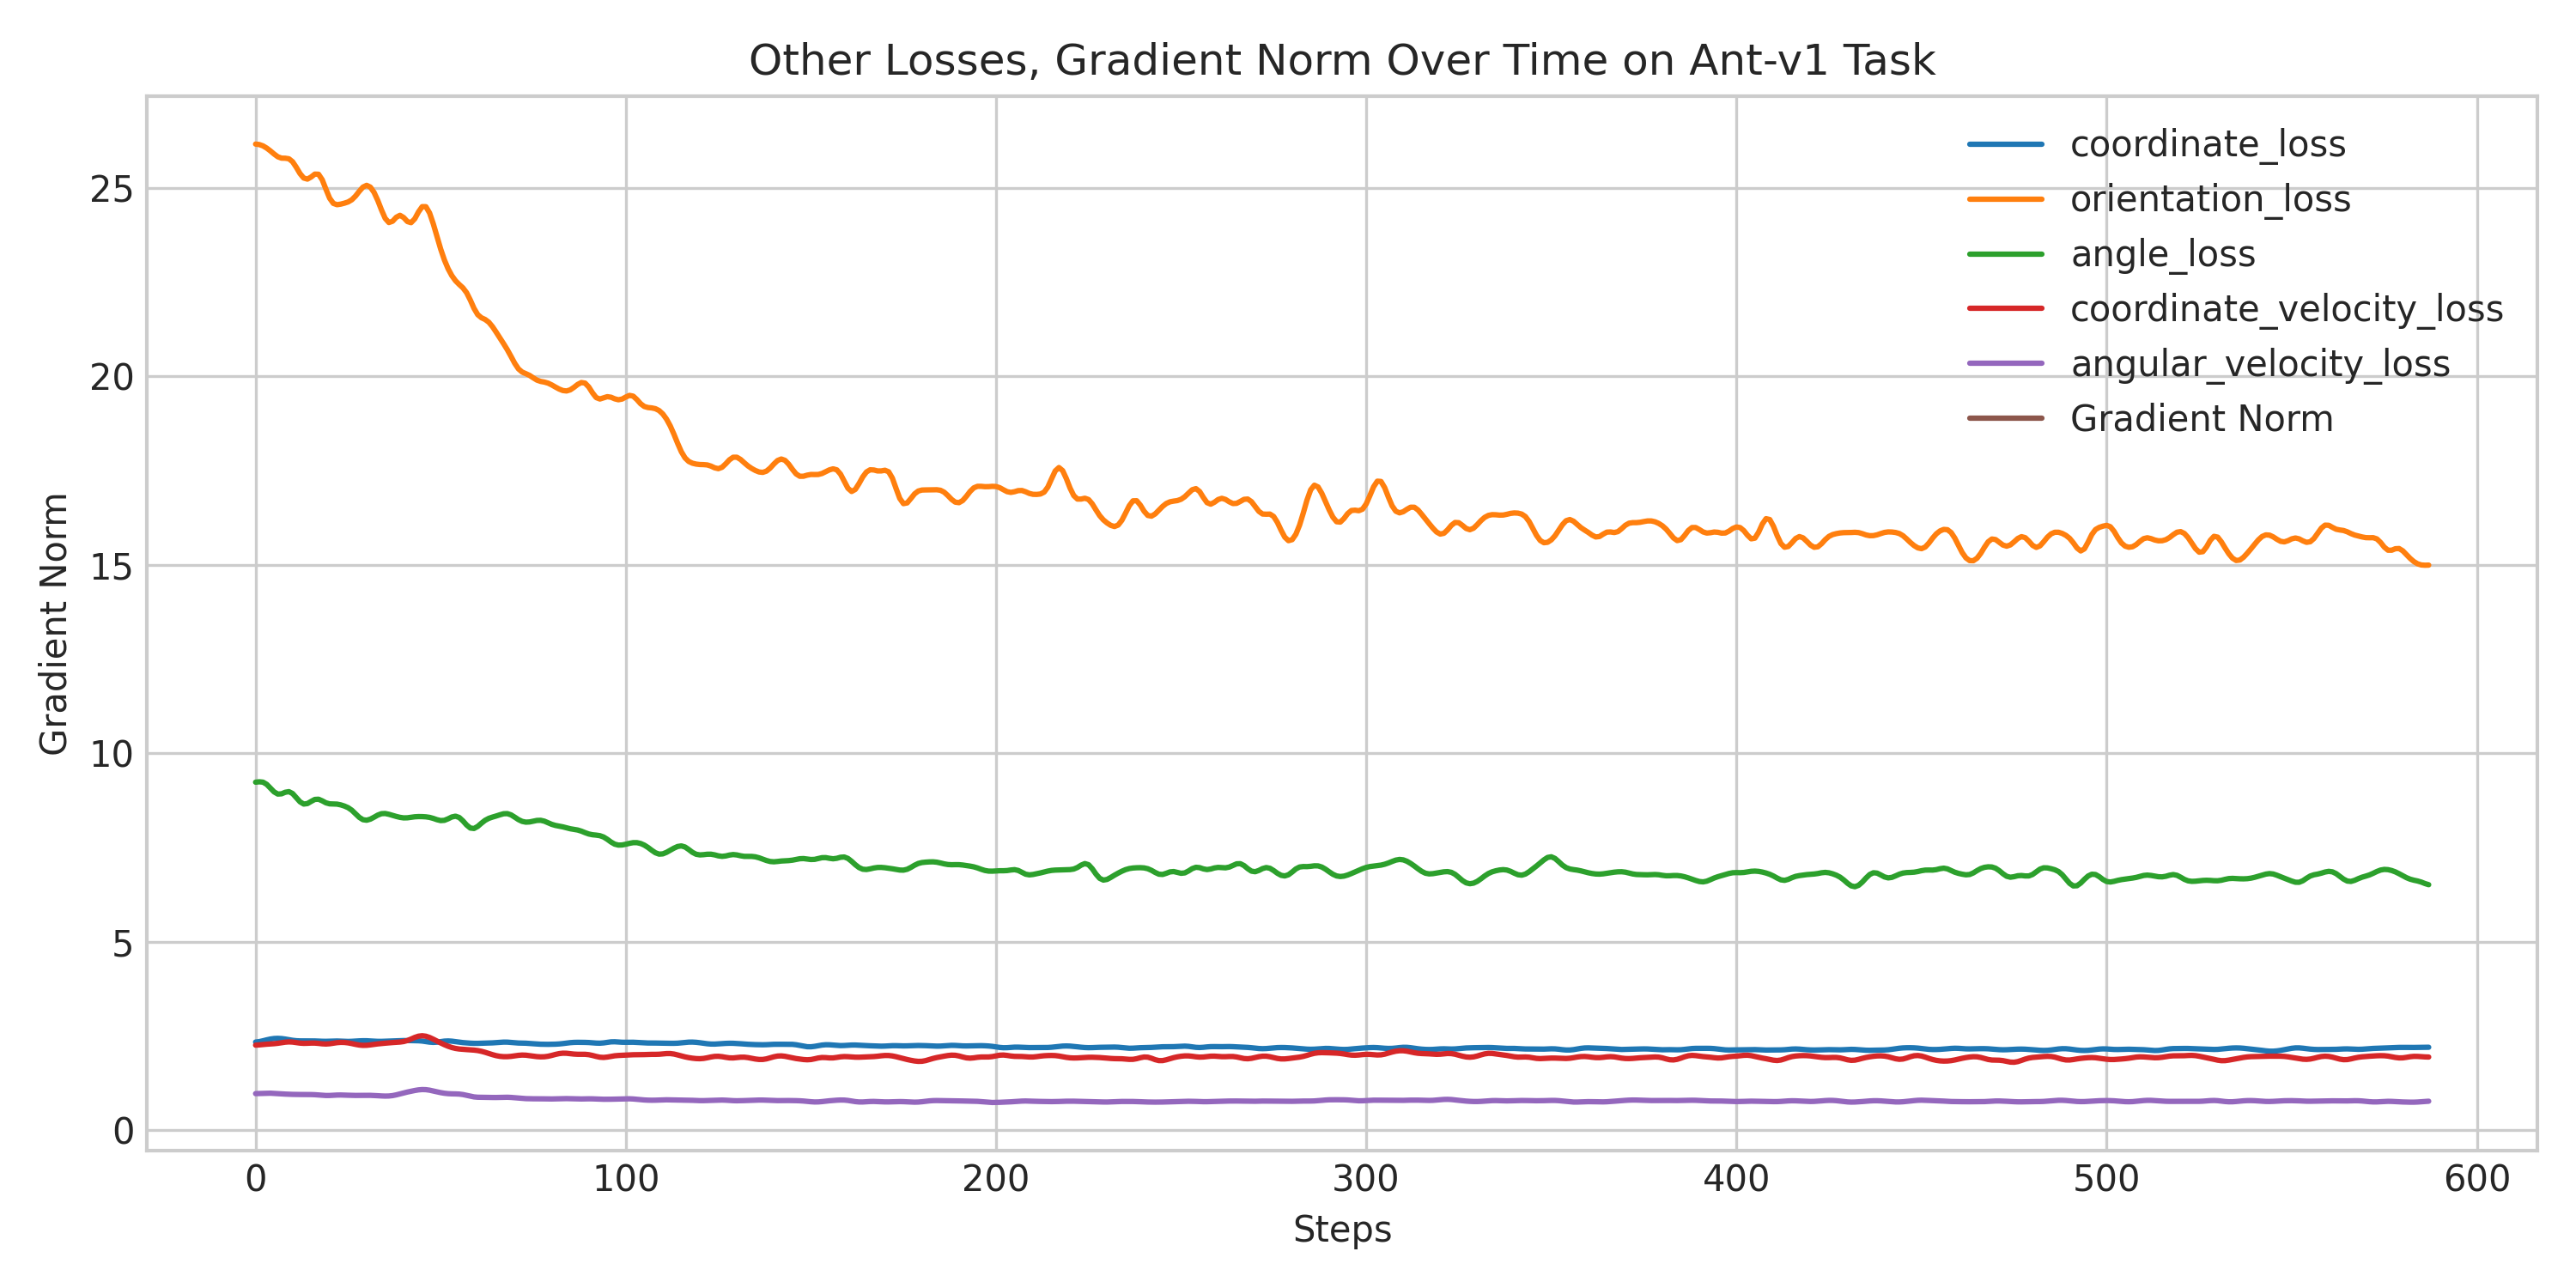 Other Losses, Gradient Norm Over Time on Ant-v1 Task
coordinate_loss
orientation_loss
angle_loss
coordinate_velocity_loss
angular_velocity_loss
Gradient Norm
Gradient Norm
25
20
15
10
5
0
0 100 200 300 400 500 600
Steps